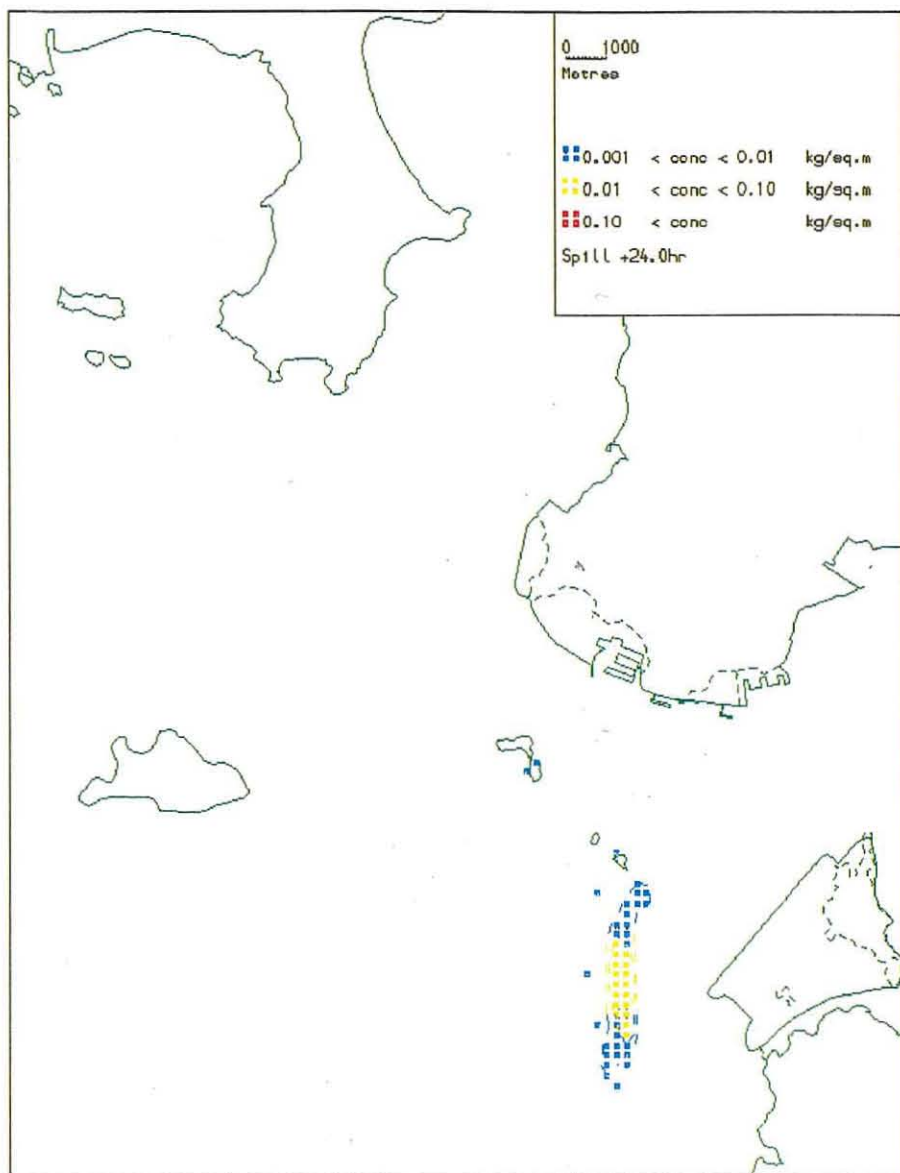 0 1000
Metres
0.001 < conc < 0.01 kg/sq.m
0.01 < conc < 0.10 kg/sq.m
0.10 < conc kg/sq.m
Spill +24.0hr